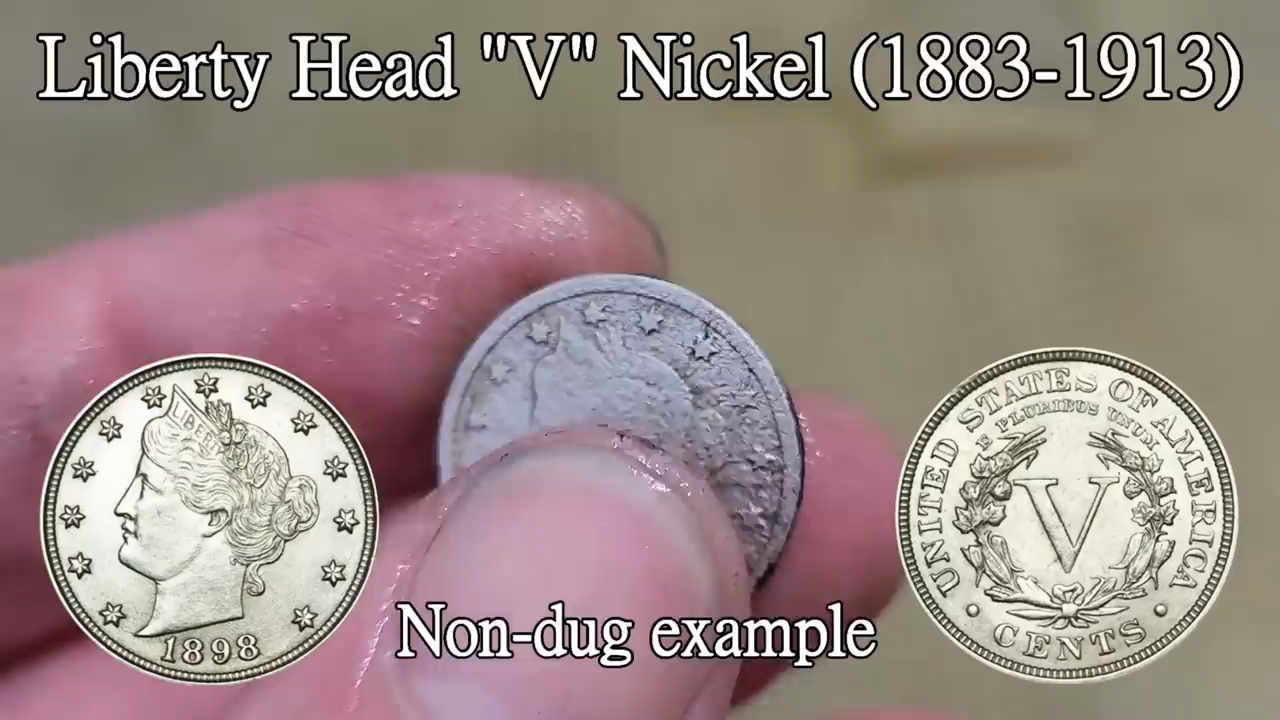 Liberty Head "V" Nickel (1883-1913)
LIBERTY
1898
UNITED STATES OF AMERICA
E PLURIBUS UNUM
V
CENTS
Non-dug example